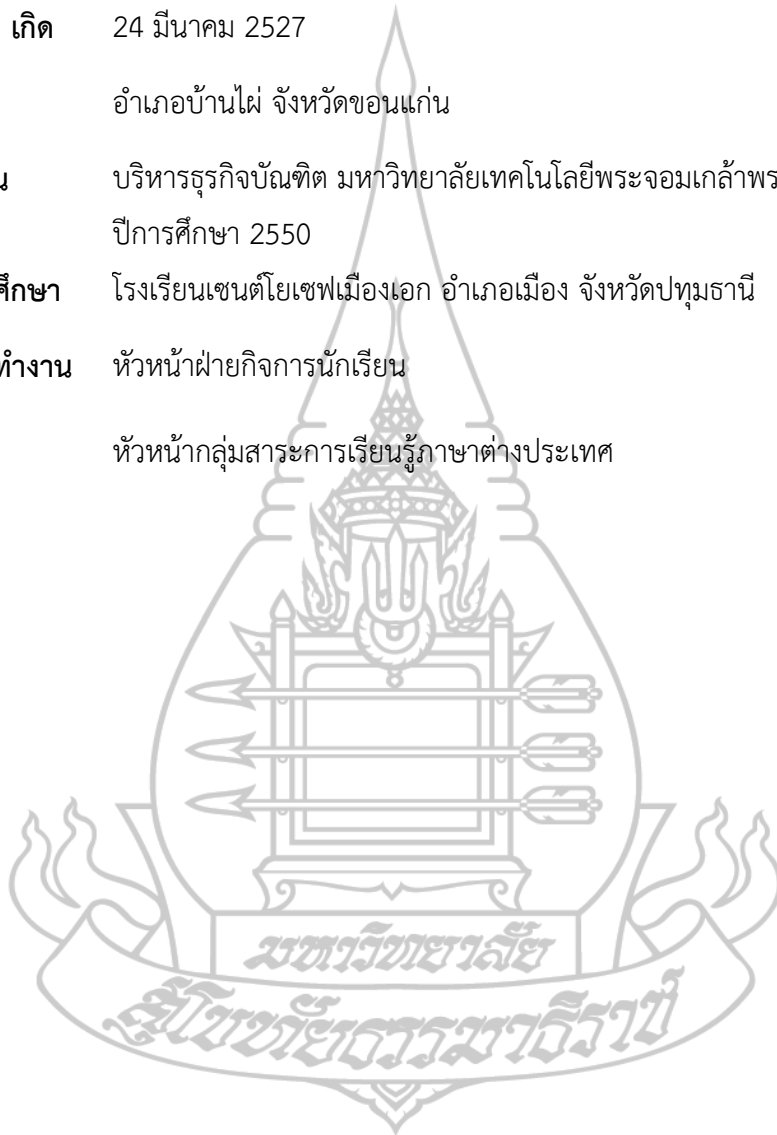 เกิด 24 มีนาคม 2527
อำเภอบ้านไผ่ จังหวัดขอนแก่น
บริหารธุรกิจบัณฑิต มหาวิทยาลัยเทคโนโลยีพระจอมเกล้าพร
ปีการศึกษา 2550
ศึกษา โรงเรียนเซนต์โยเซฟเมืองเอก อำเภอเมือง จังหวัดปทุมธานี
ทำงาน หัวหน้าฝ่ายกิจการนักเรียน
หัวหน้ากลุ่มสาระการเรียนรู้ภาษาต่างประเทศ
มหาวิทยาลัย
สุโขทัยธรรมาธิราช